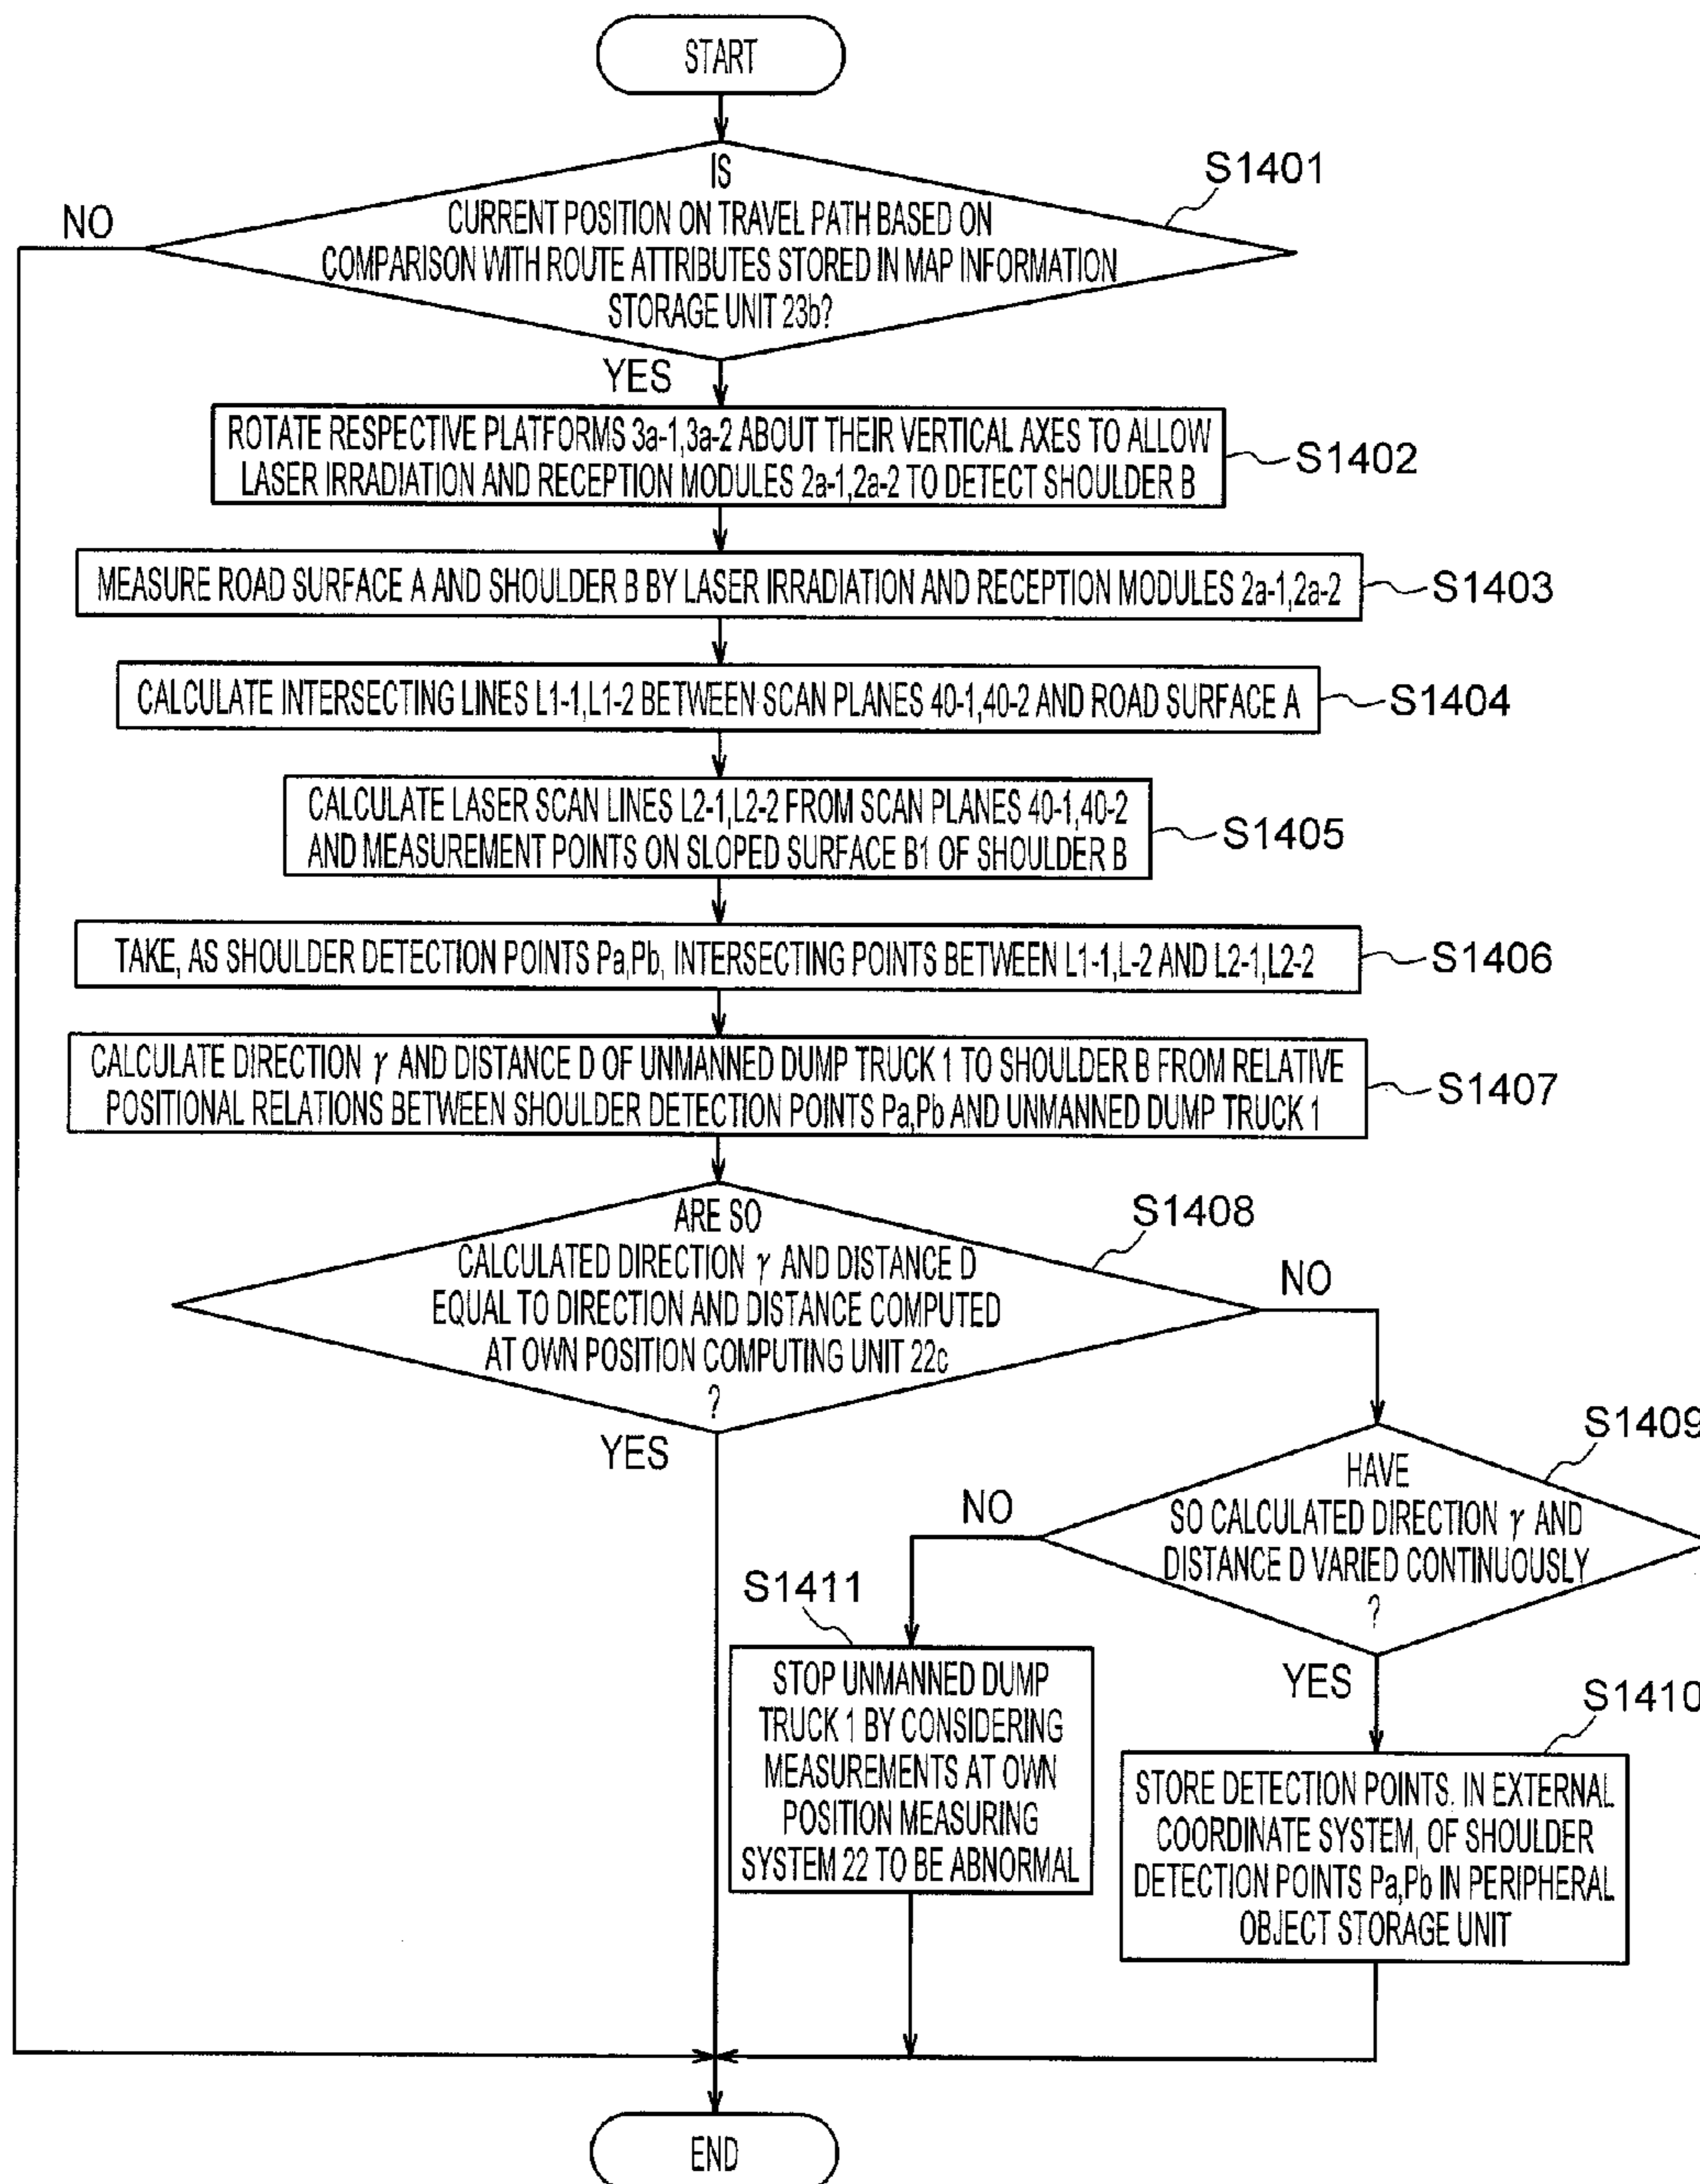 START
IS
CURRENT POSITION ON TRAVEL PATH BASED ON
COMPARISON WITH ROUTE ATTRIBUTES STORED IN MAP INFORMATION
STORAGE UNIT 23b?
S1401
NO
YES
ROTATE RESPECTIVE PLATFORMS 3a-1,3a-2 ABOUT THEIR VERTICAL AXES TO ALLOW
LASER IRRADIATION AND RECEPTION MODULES 2a-1,2a-2 TO DETECT SHOULDER B
S1402
MEASURE ROAD SURFACE A AND SHOULDER B BY LASER IRRADIATION AND RECEPTION MODULES 2a-1,2a-2
S1403
CALCULATE INTERSECTING LINES L1-1,L1-2 BETWEEN SCAN PLANES 40-1,40-2 AND ROAD SURFACE A
S1404
CALCULATE LASER SCAN LINES L2-1,L2-2 FROM SCAN PLANES 40-1,40-2
AND MEASUREMENT POINTS ON SLOPED SURFACE B1 OF SHOULDER B
S1405
TAKE, AS SHOULDER DETECTION POINTS Pa,Pb, INTERSECTING POINTS BETWEEN L1-1,L-2 AND L2-1,L2-2
S1406
CALCULATE DIRECTION γ AND DISTANCE D OF UNMANNED DUMP TRUCK 1 TO SHOULDER B FROM RELATIVE
POSITIONAL RELATIONS BETWEEN SHOULDER DETECTION POINTS Pa,Pb AND UNMANNED DUMP TRUCK 1
S1407
ARE SO
CALCULATED DIRECTION γ AND DISTANCE D
EQUAL TO DIRECTION AND DISTANCE COMPUTED
AT OWN POSITION COMPUTING UNIT 22c
?
S1408
NO
YES
HAVE
SO CALCULATED DIRECTION γ AND
DISTANCE D VARIED CONTINUOUSLY
?
S1409
NO
YES
S1411
STOP UNMANNED DUMP
TRUCK 1 BY CONSIDERING
MEASUREMENTS AT OWN
POSITION MEASURING
SYSTEM 22 TO BE ABNORMAL
S1410
STORE DETECTION POINTS. IN EXTERNAL
COORDINATE SYSTEM, OF SHOULDER
DETECTION POINTS Pa,Pb IN PERIPHERAL
OBJECT STORAGE UNIT
END